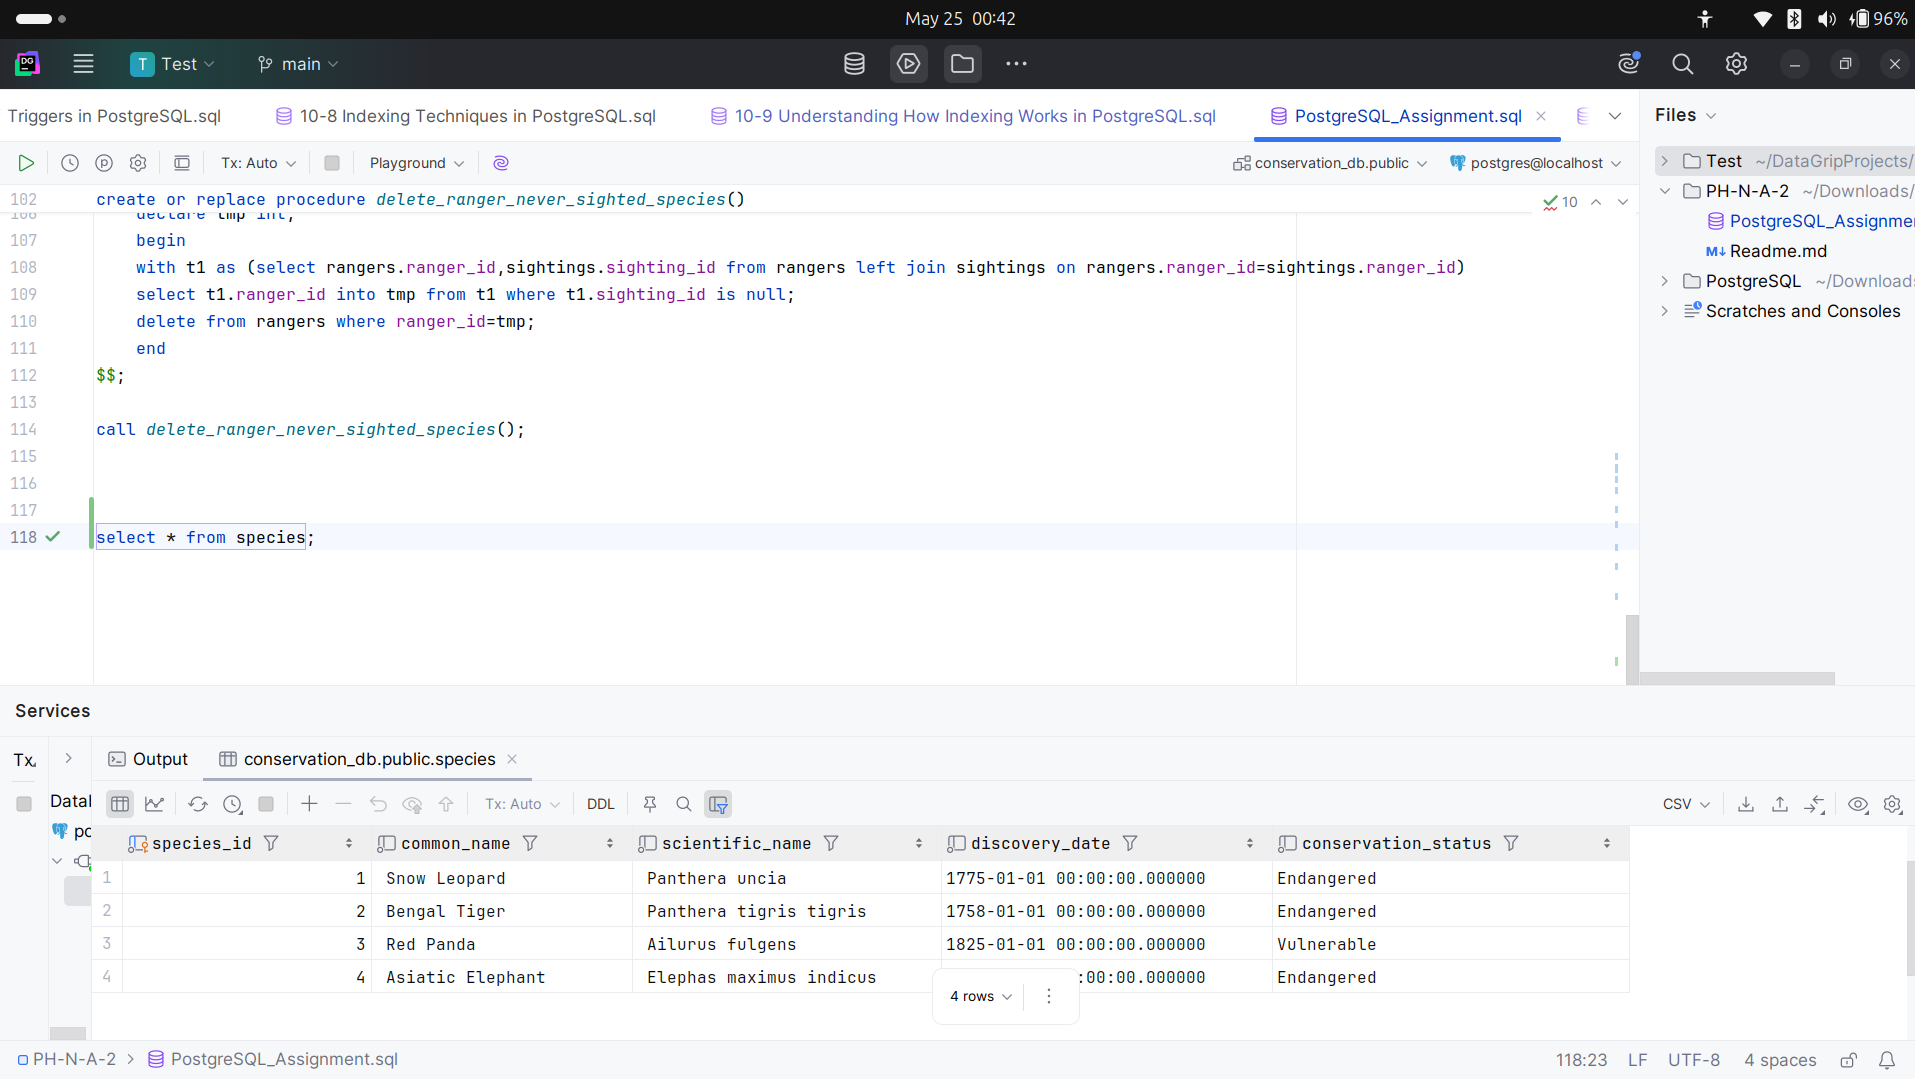 May 25 00:42
96%
DG
T Test
main
Triggers in PostgreSQL.sql
10-8 Indexing Techniques in PostgreSQL.sql
10-9 Understanding How Indexing Works in PostgreSQL.sql
PostgreSQL_Assignment.sql
Files
Tx: Auto
Playground
conservation_db.public
postgres@localhost
Test ~/DataGripProjects/
PH-N-A-2 ~/Downloads/
PostgreSQL_Assignmen
Readme.md
PostgreSQL ~/Downloads
Scratches and Consoles
10
102 create or replace procedure delete_ranger_never_sighted_species()
106 declare tmp int;
107 begin
108 with t1 as (select rangers.ranger_id,sightings.sighting_id from rangers left join sightings on rangers.ranger_id=sightings.ranger_id)
109 select t1.ranger_id into tmp from t1 where t1.sighting_id is null;
110 delete from rangers where ranger_id=tmp;
111 end
112 $$;
113
114 call delete_ranger_never_sighted_species();
115
116
117
118 select * from species;
Services
Tx
Output
conservation_db.public.species
Datab
po
Tx: Auto
DDL
CSV
species_id common_name scientific_name discovery_date conservation_status
1 1 Snow Leopard Panthera uncia 1775-01-01 00:00:00.000000 Endangered
2 2 Bengal Tiger Panthera tigris tigris 1758-01-01 00:00:00.000000 Endangered
3 3 Red Panda Ailurus fulgens 1825-01-01 00:00:00.000000 Vulnerable
4 4 Asiatic Elephant Elephas maximus indicus :00:00.000000 Endangered
4 rows
PH-N-A-2 > PostgreSQL_Assignment.sql
118:23 LF UTF-8 4 spaces